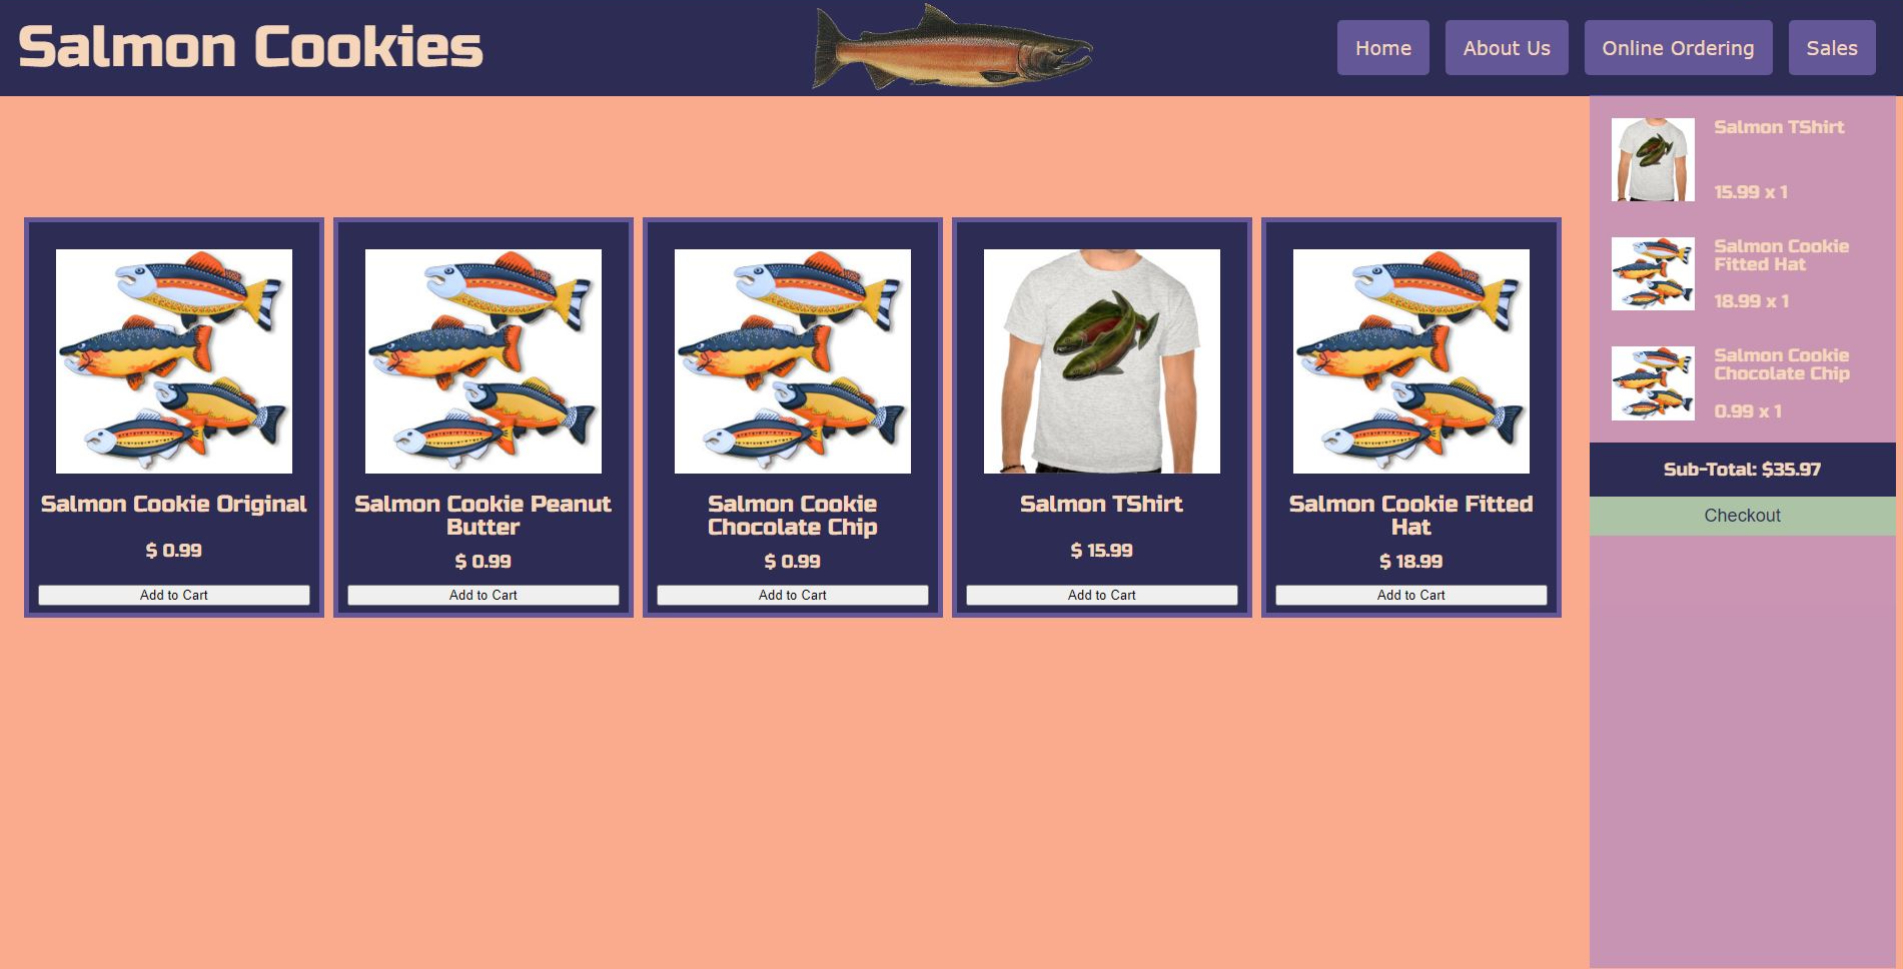 Salmon Cookies
Home
About Us
Online Ordering
Sales
Salmon Cookie Original
$ 0.99
Add to Cart
Salmon Cookie Peanut
Butter
$ 0.99
Add to Cart
Salmon Cookie
Chocolate Chip
$ 0.99
Add to Cart
Salmon TShirt
$ 15.99
Add to Cart
Salmon Cookie Fitted
Hat
$ 18.99
Add to Cart
Salmon TShirt
15.99 x 1
Salmon Cookie
Fitted Hat
18.99 x 1
Salmon Cookie
Chocolate Chip
0.99 x 1
Sub-Total: $35.97
Checkout